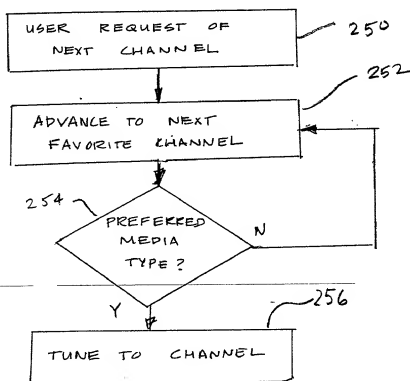 USER REQUEST OF
NEXT CHANNEL
250
252
ADVANCE TO NEXT
FAVORITE CHANNEL
254
PREFERRED
MEDIA
TYPE?
N
Y
256
TUNE TO CHANNEL